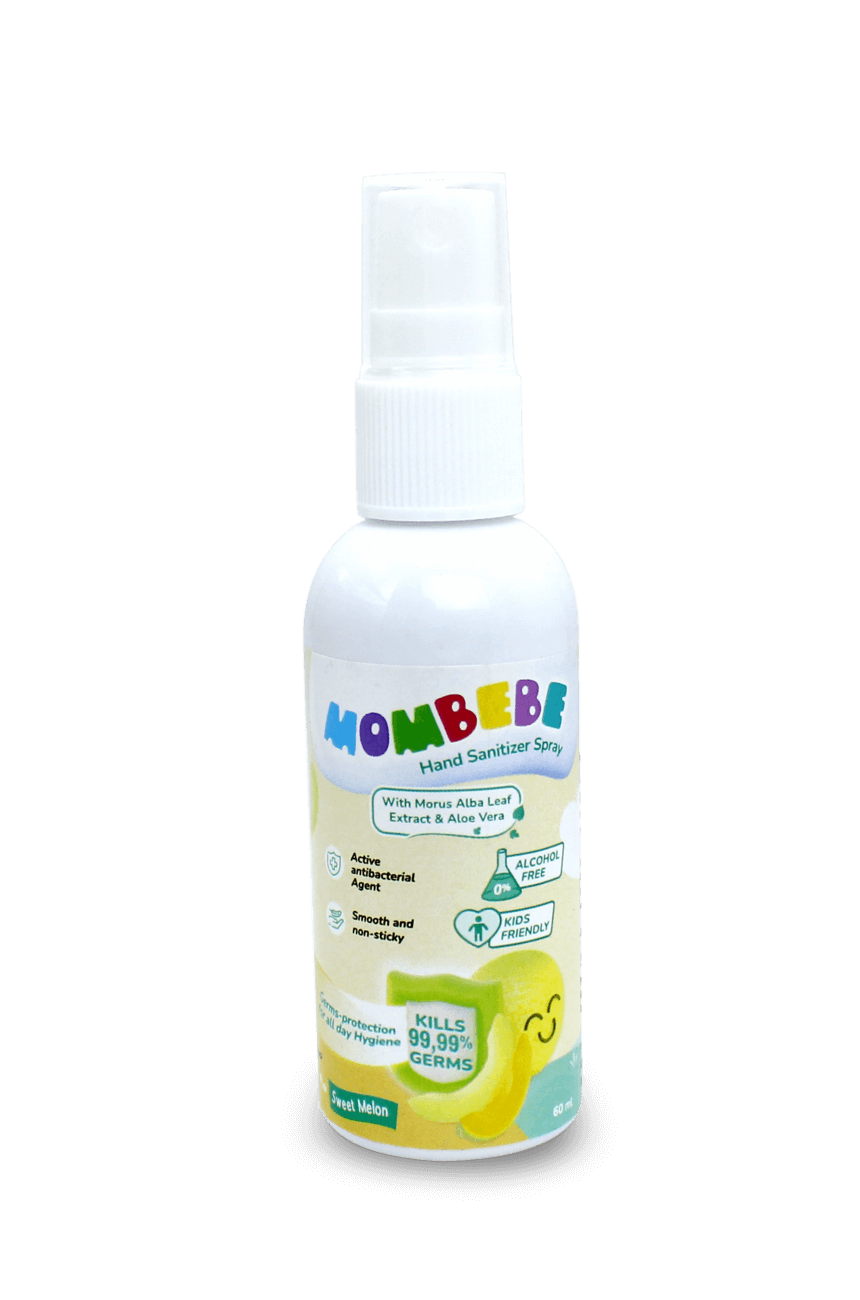 MOMBEBE
Hand Sanitizer Spray
With Morus Alba Leaf
Extract & Aloe Vera
Active
antibacterial
Agent
0%
ALCOHOL
FREE
Smooth and
non-sticky
KIDS
FRIENDLY
Germs-protection
for all day Hygiene
KILLS
99,99%
GERMS
Sweet Melon
60 ml